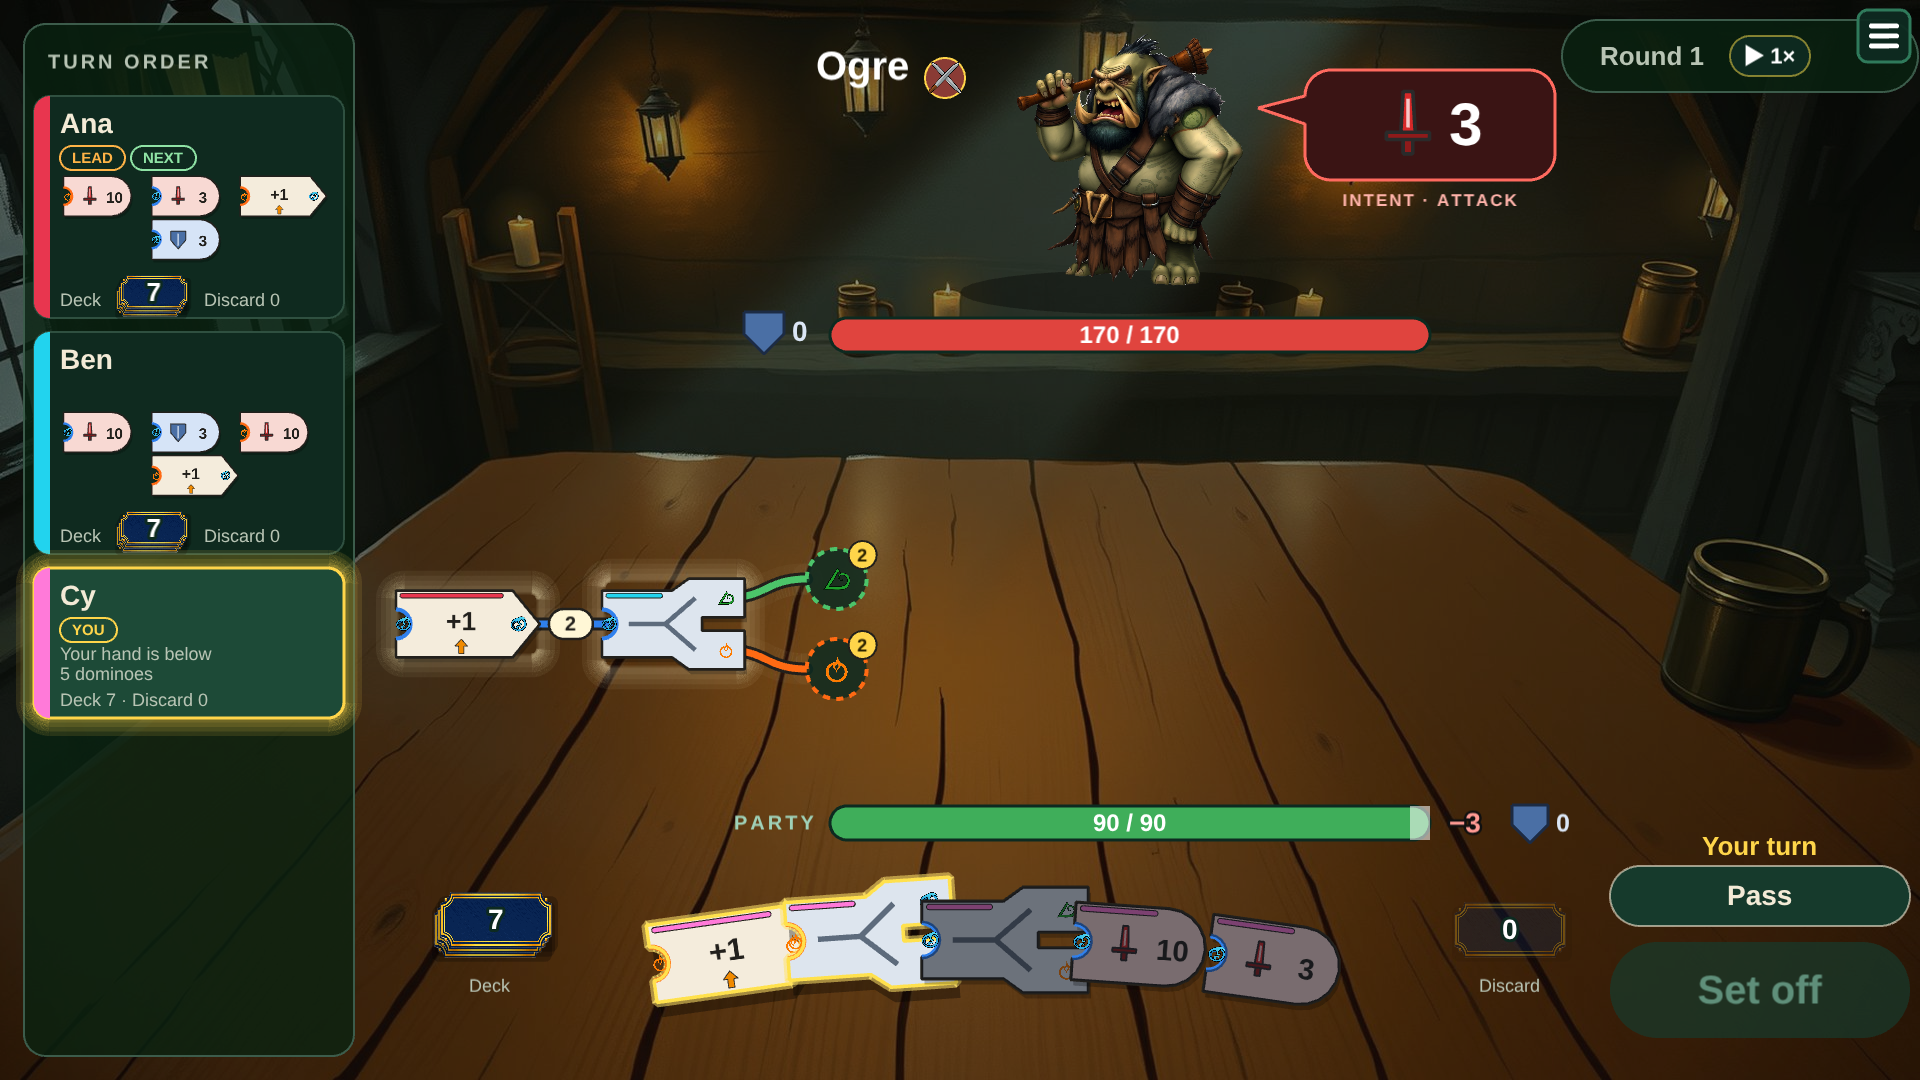 TURN ORDER
Ana
LEAD NEXT
10 3 +1
3
Deck 7 Discard 0
Ben
10 3 10
+1
Deck 7 Discard 0
Cy
YOU
Your hand is below
5 dominoes
Deck 7 · Discard 0
Ogre
3
INTENT · ATTACK
Round 1 1×
0 170 / 170
+1 2 2
2
PARTY 90 / 90 −3 0
7
Deck
+1 10 3
0
Discard
Your turn
Pass
Set off